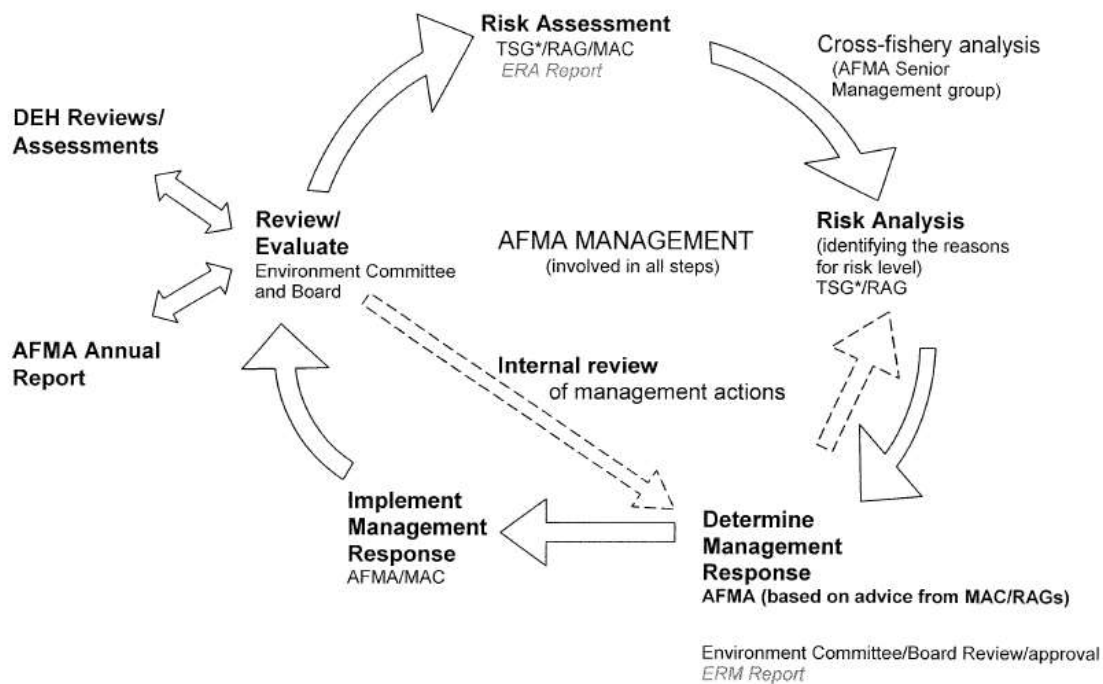 Risk Assessment
TSG*/RAG/MAC
ERA Report
Cross-fishery analysis
(AFMA Senior
Management group)
DEH Reviews/
Assessments
Review/
Evaluate
Environment Committee
and Board
AFMA MANAGEMENT
(involved in all steps)
Risk Analysis
(identifying the reasons
for risk level)
TSG*/RAG
AFMA Annual
Report
Internal review
of management actions
Implement
Management
Response
AFMA/MAC
Determine
Management
Response
AFMA (based on advice from MAC/RAGs)
Environment Committee/Board Review/approval
ERM Report